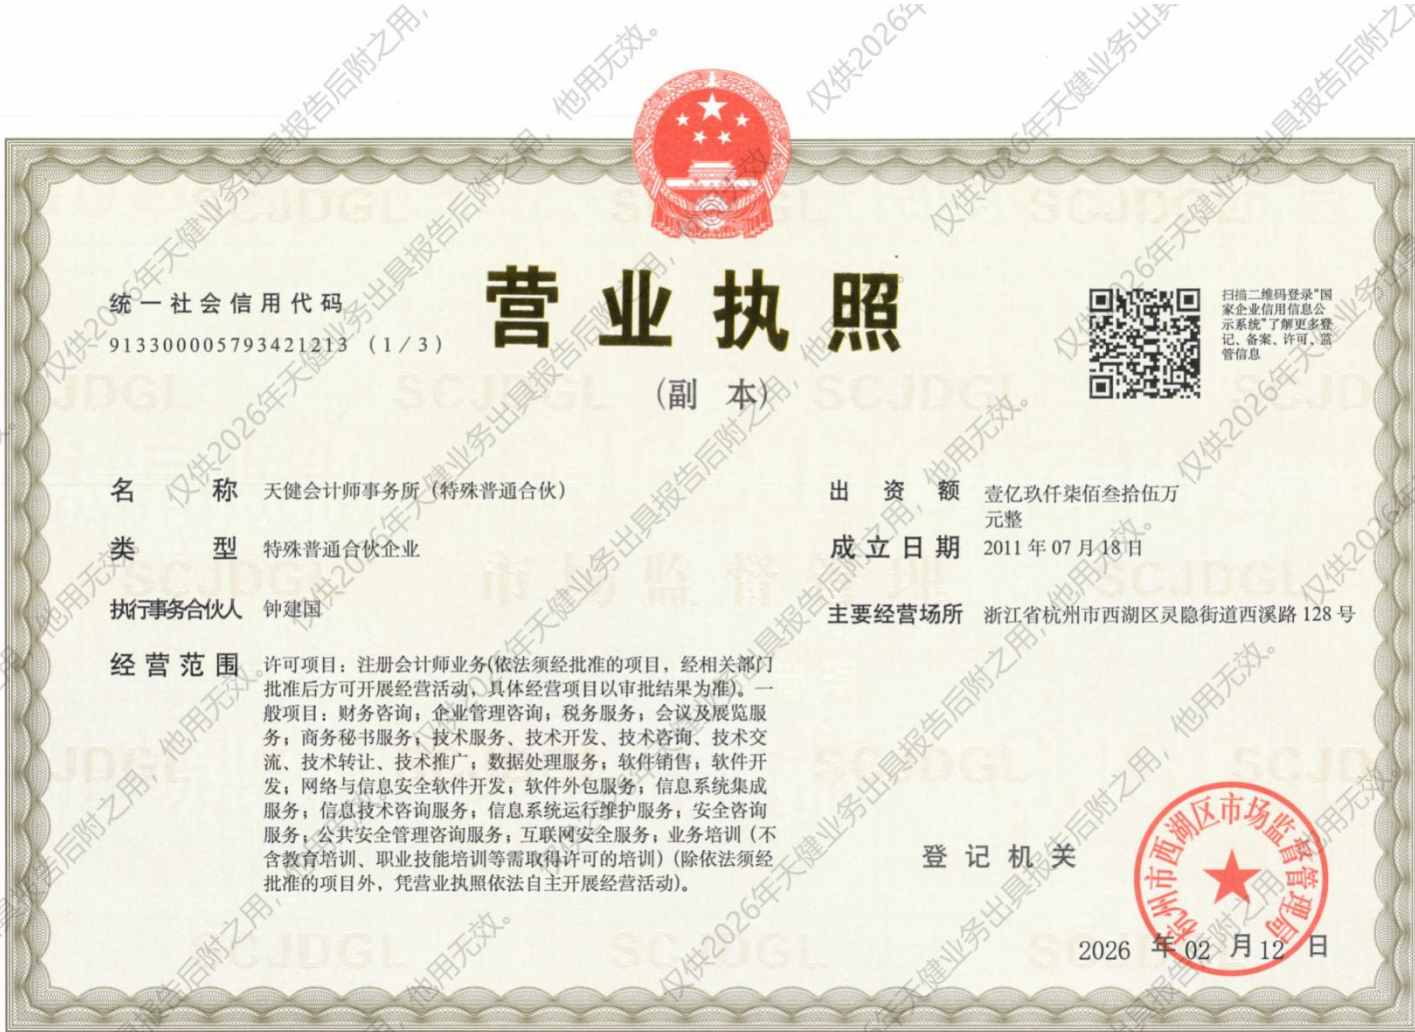 营业执照
（副 本）
统一社会信用代码
913300005793421213（1/3）
扫描二维码登录“国
家企业信用信息公
示系统”了解更多登
记、备案、许可、监
管信息
名 称 天健会计师事务所（特殊普通合伙）
类 型 特殊普通合伙企业
执行事务合伙人 钟建国
经营范围 许可项目：注册会计师业务(依法须经批准的项目，经相关部门
批准后方可开展经营活动，具体经营项目以审批结果为准)。一
般项目：财务咨询；企业管理咨询；税务服务；会议及展览服
务；商务秘书服务；技术服务、技术开发、技术咨询、技术交
流、技术转让、技术推广；数据处理服务；软件销售；软件开
发；网络与信息安全软件开发；软件外包服务；信息系统集成
服务；信息技术咨询服务；信息系统运行维护服务；安全咨询
服务；公共安全管理咨询服务；互联网安全服务；业务培训（不
含教育培训、职业技能培训等需取得许可的培训）(除依法须经
批准的项目外，凭营业执照依法自主开展经营活动)。
出 资 额 壹亿玖仟柒佰叁拾伍万
元整
成立日期 2011年07月18日
主要经营场所 浙江省杭州市西湖区灵隐街道西溪路128号
登记机关
杭州市西湖区市场监督管理局
2026 年 02 月 12 日
SCJDGL
市场监督管理
仅供2026年天健业务出具报告后附之用，他用无效。